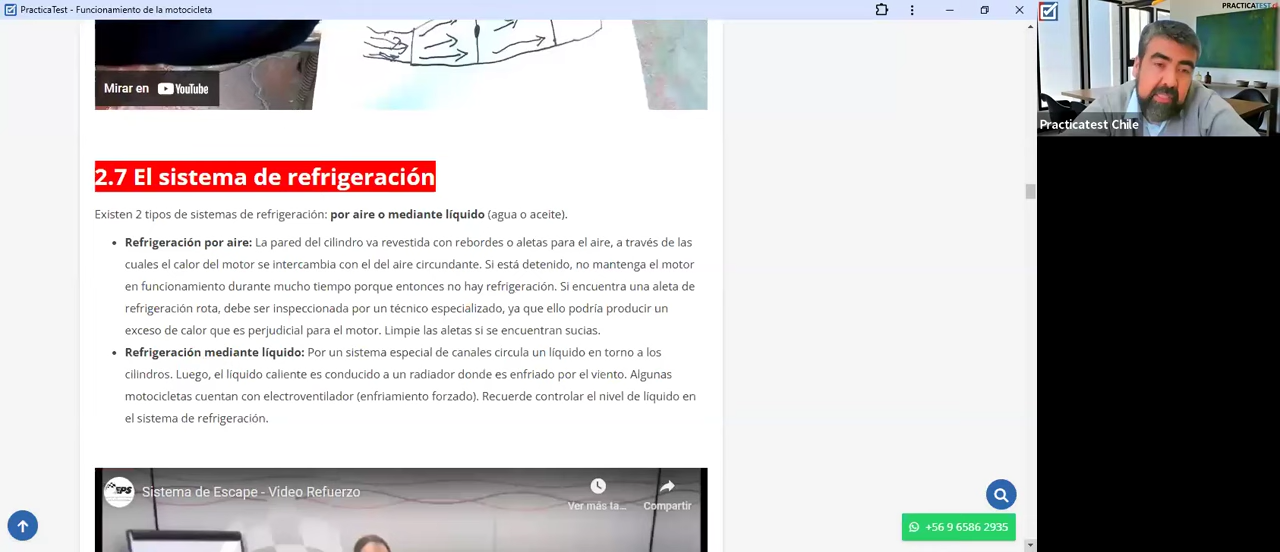 PracticaTest - Funcionamiento de la motocicleta
PRACTICATEST
Mirar en YouTube
Practicatest Chile
2.7 El sistema de refrigeración
Existen 2 tipos de sistemas de refrigeración: por aire o mediante líquido (agua o aceite).
• Refrigeración por aire: La pared del cilindro va revestida con rebordes o aletas para el aire, a través de las
cuales el calor del motor se intercambia con el del aire circundante. Si está detenido, no mantenga el motor
en funcionamiento durante mucho tiempo porque entonces no hay refrigeración. Si encuentra una aleta de
refrigeración rota, debe ser inspeccionada por un técnico especializado, ya que ello podría producir un
exceso de calor que es perjudicial para el motor. Limpie las aletas si se encuentran sucias.
• Refrigeración mediante líquido: Por un sistema especial de canales circula un líquido en torno a los
cilindros. Luego, el líquido caliente es conducido a un radiador donde es enfriado por el viento. Algunas
motocicletas cuentan con electroventilador (enfriamiento forzado). Recuerde controlar el nivel de líquido en
el sistema de refrigeración.
Sistema de Escape - Video Refuerzo
Ver más ta...
Compartir
+56 9 6586 2935